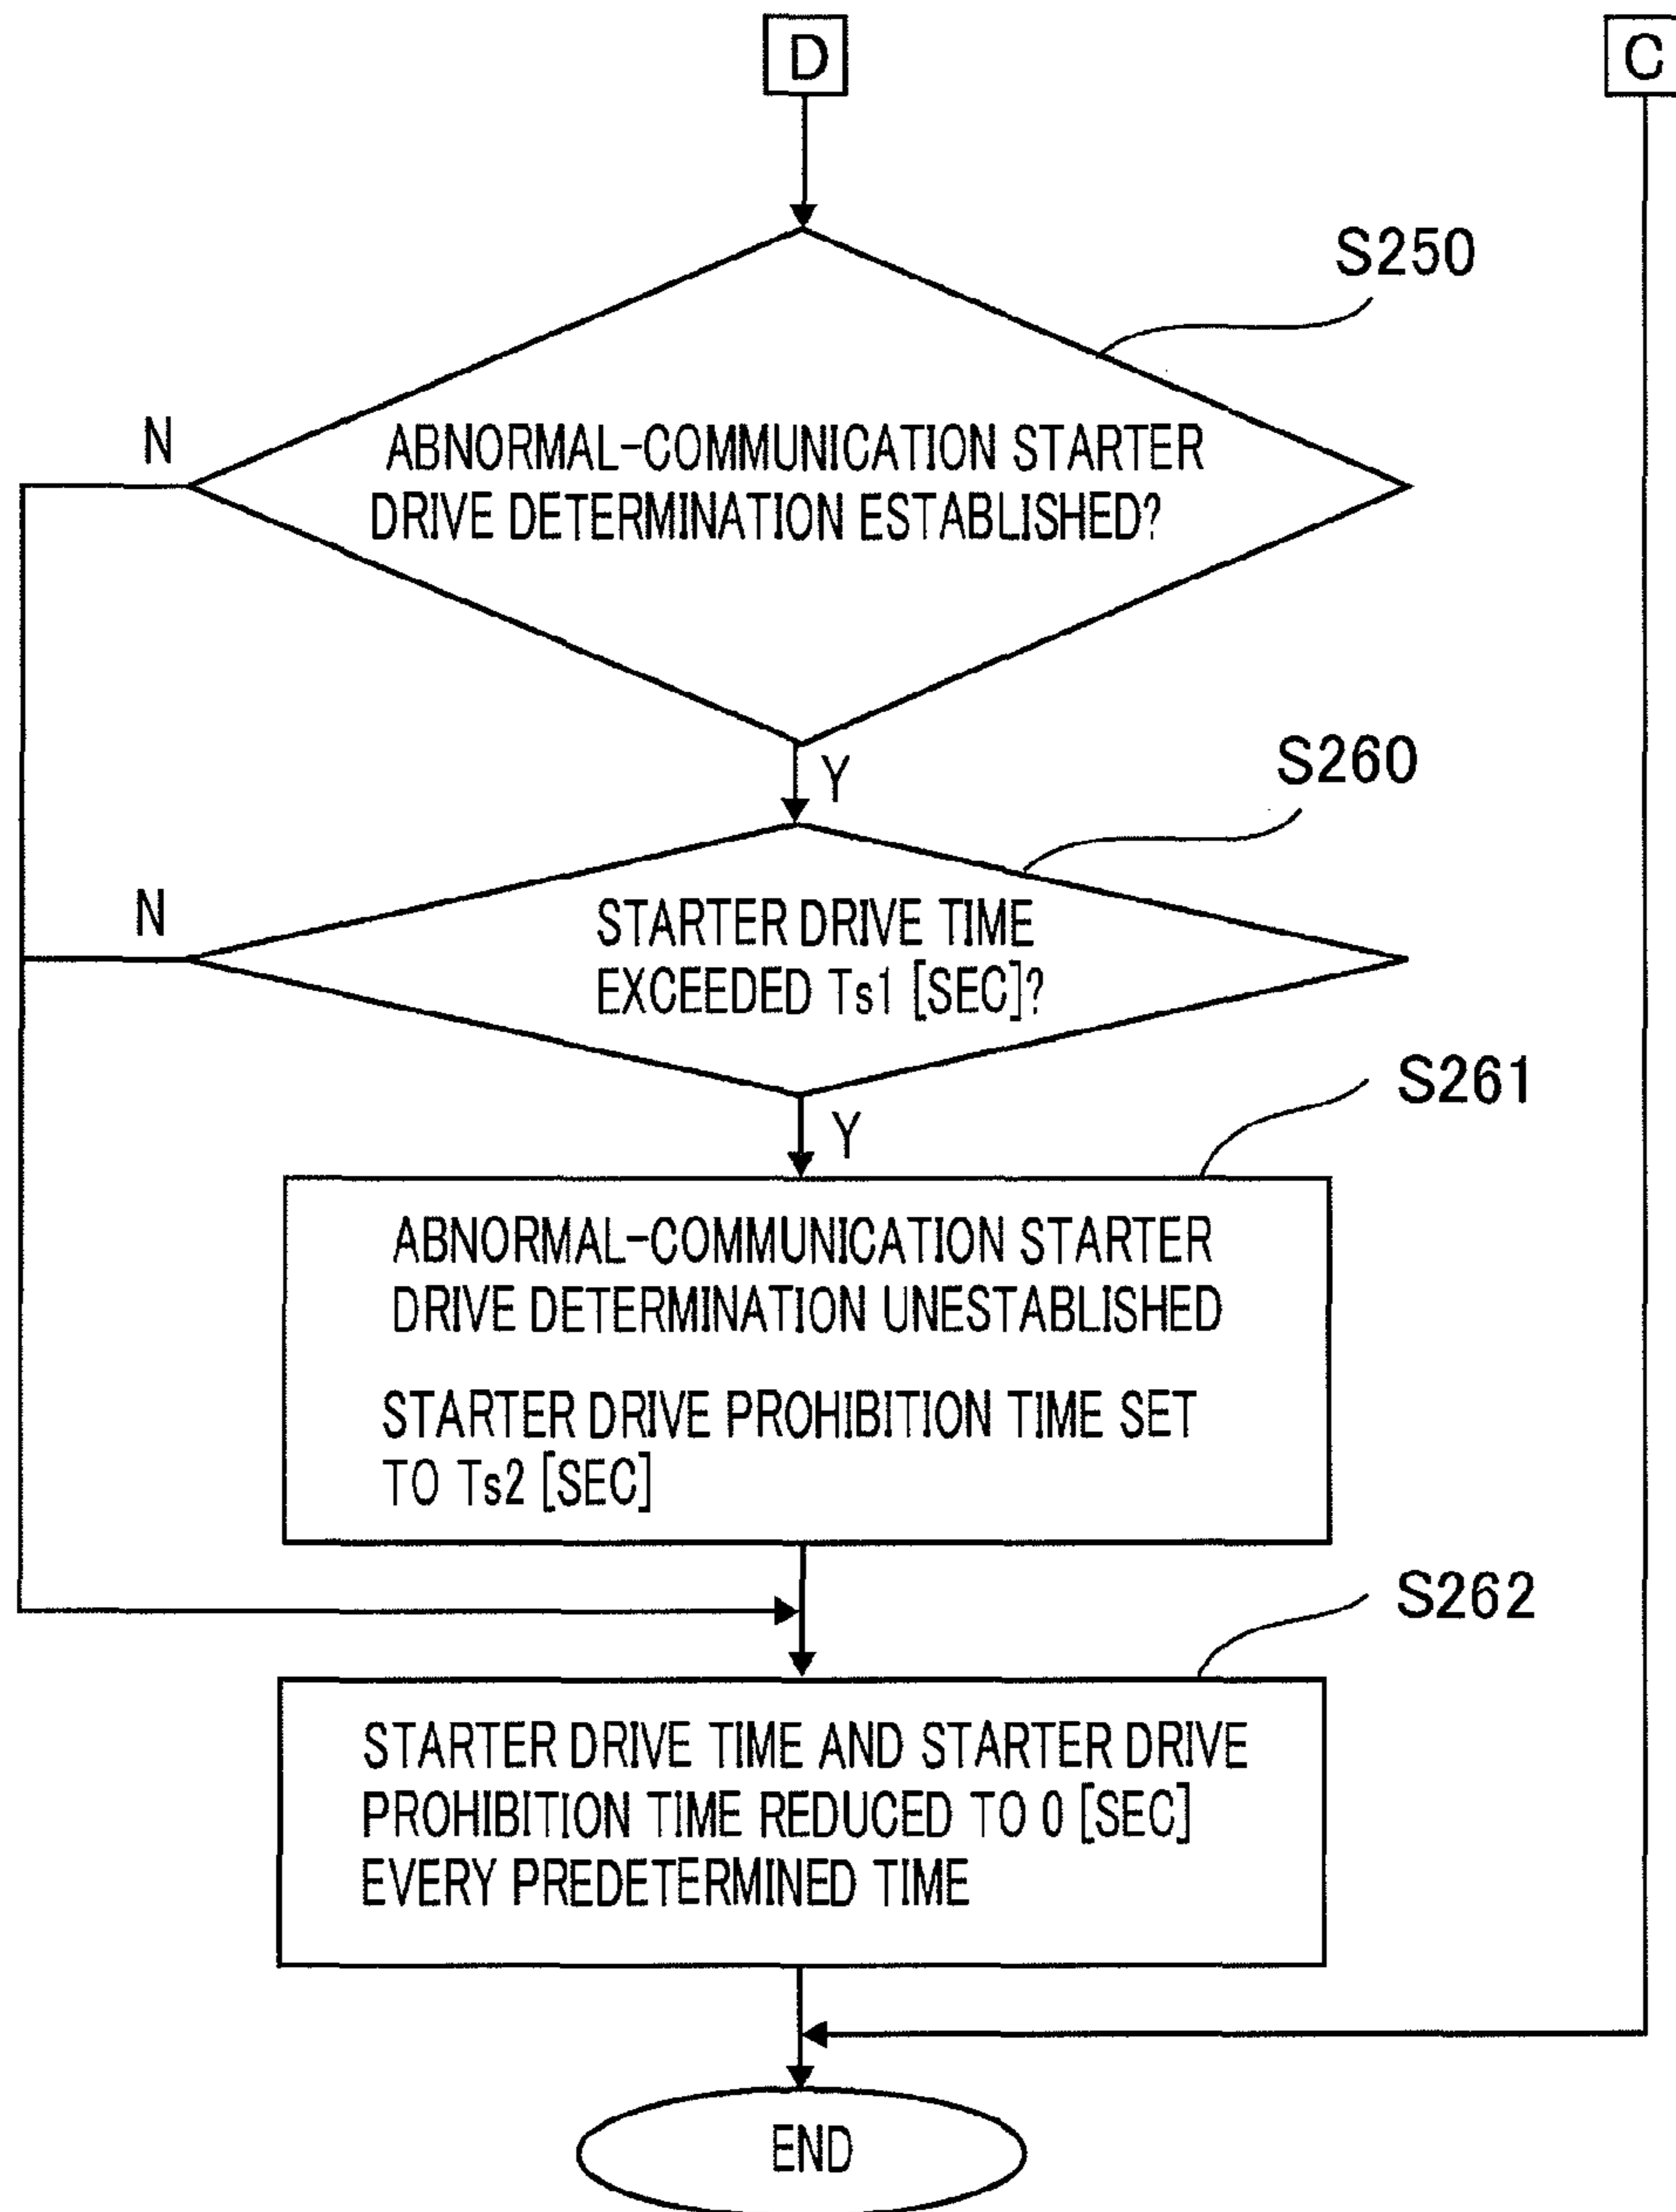 D
C
S250
N
ABNORMAL-COMMUNICATION STARTER
DRIVE DETERMINATION ESTABLISHED?
Y
S260
N
STARTER DRIVE TIME
EXCEEDED Ts1 [SEC]?
Y
S261
ABNORMAL-COMMUNICATION STARTER
DRIVE DETERMINATION UNESTABLISHED
STARTER DRIVE PROHIBITION TIME SET
TO Ts2 [SEC]
S262
STARTER DRIVE TIME AND STARTER DRIVE
PROHIBITION TIME REDUCED TO 0 [SEC]
EVERY PREDETERMINED TIME
END